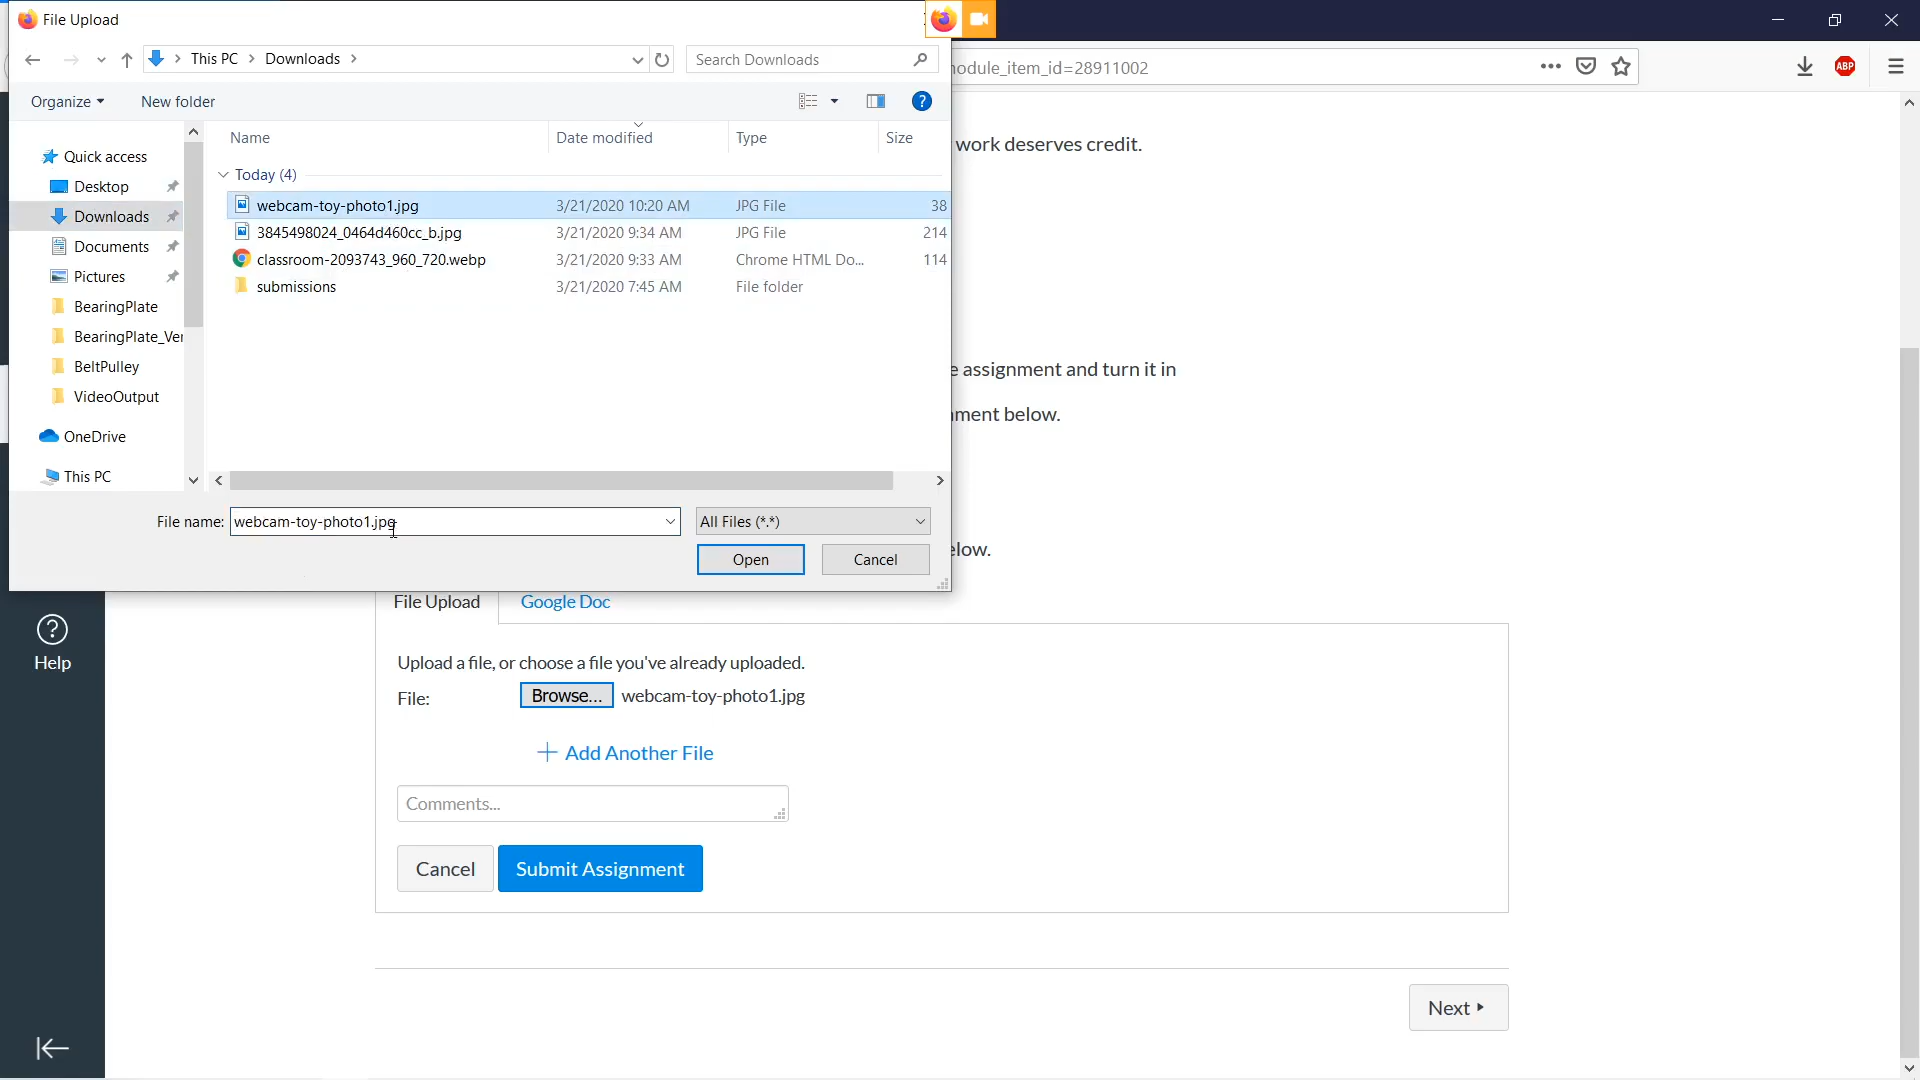 File Upload
This PC > Downloads >
Search Downloads
nodule_item_id=28911002
ABP
Organize
New folder
?
Name
Date modified
Type
Size
work deserves credit.
Quick access
Today (4)
Desktop
webcam-toy-photo1.jpg 3/21/2020 10:20 AM JPG File 38
Downloads
3845498024_0464d460cc_b.jpg 3/21/2020 9:34 AM JPG File 214
Documents
classroom-2093743_960_720.webp 3/21/2020 9:33 AM Chrome HTML Do... 114
Pictures
submissions 3/21/2020 7:45 AM File folder
BearingPlate
BearingPlate_Ver
BeltPulley
VideoOutput
OneDrive
This PC
e assignment and turn it in
nment below.
File name: webcam-toy-photo1.jpg
All Files (*.*)
Open
Cancel
elow.
File Upload
Google Doc
?
Help
Upload a file, or choose a file you've already uploaded.
File: Browse... webcam-toy-photo1.jpg
+ Add Another File
Comments...
Cancel
Submit Assignment
Next